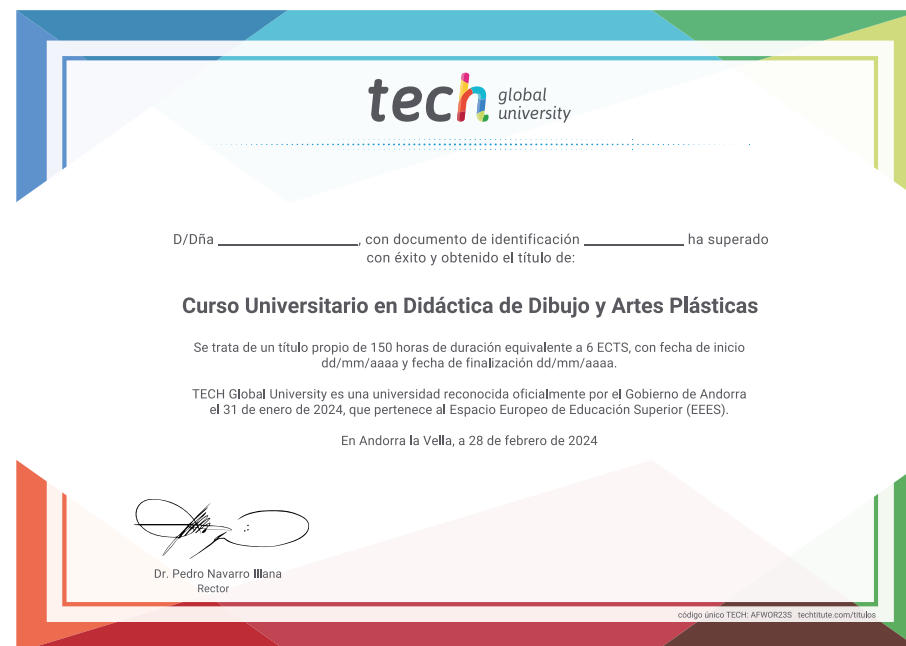 tech global
university
D/Dña ______________, con documento de identificación __________ ha superado
con éxito y obtenido el título de:
Curso Universitario en Didáctica de Dibujo y Artes Plásticas
Se trata de un título propio de 150 horas de duración equivalente a 6 ECTS, con fecha de inicio
dd/mm/aaaa y fecha de finalización dd/mm/aaaa.
TECH Global University es una universidad reconocida oficialmente por el Gobierno de Andorra
el 31 de enero de 2024, que pertenece al Espacio Europeo de Educación Superior (EEES).
En Andorra la Vella, a 28 de febrero de 2024
Dr. Pedro Navarro Illana
Rector
código único TECH: AFWOR23S techtitute.com/titulos